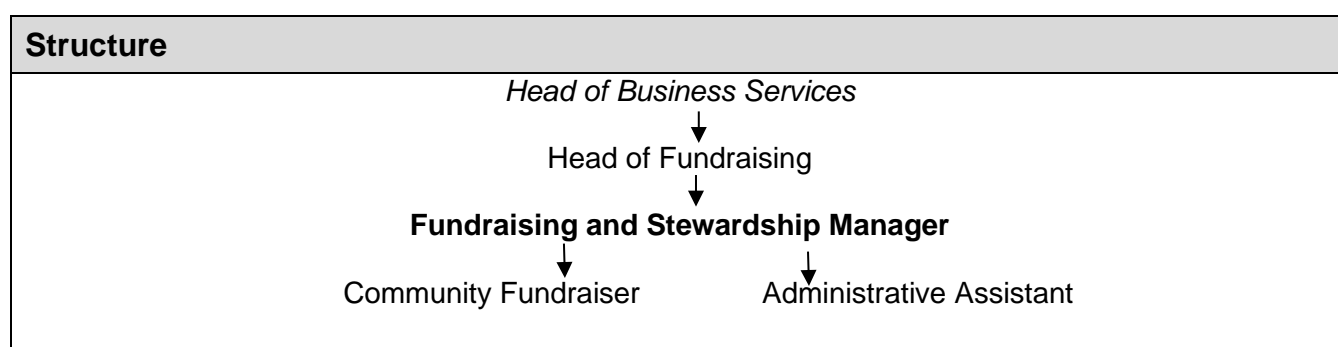 Structure
Head of Business Services
Head of Fundraising
Fundraising and Stewardship Manager
Community Fundraiser Administrative Assistant